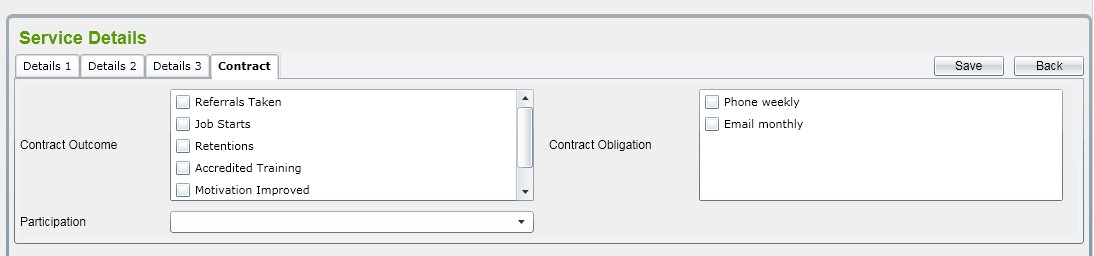 Service Details
Details 1 Details 2 Details 3 Contract Save Back
Contract Outcome
Referrals Taken
Job Starts
Retentions
Accredited Training
Motivation Improved
Contract Obligation
Phone weekly
Email monthly
Participation